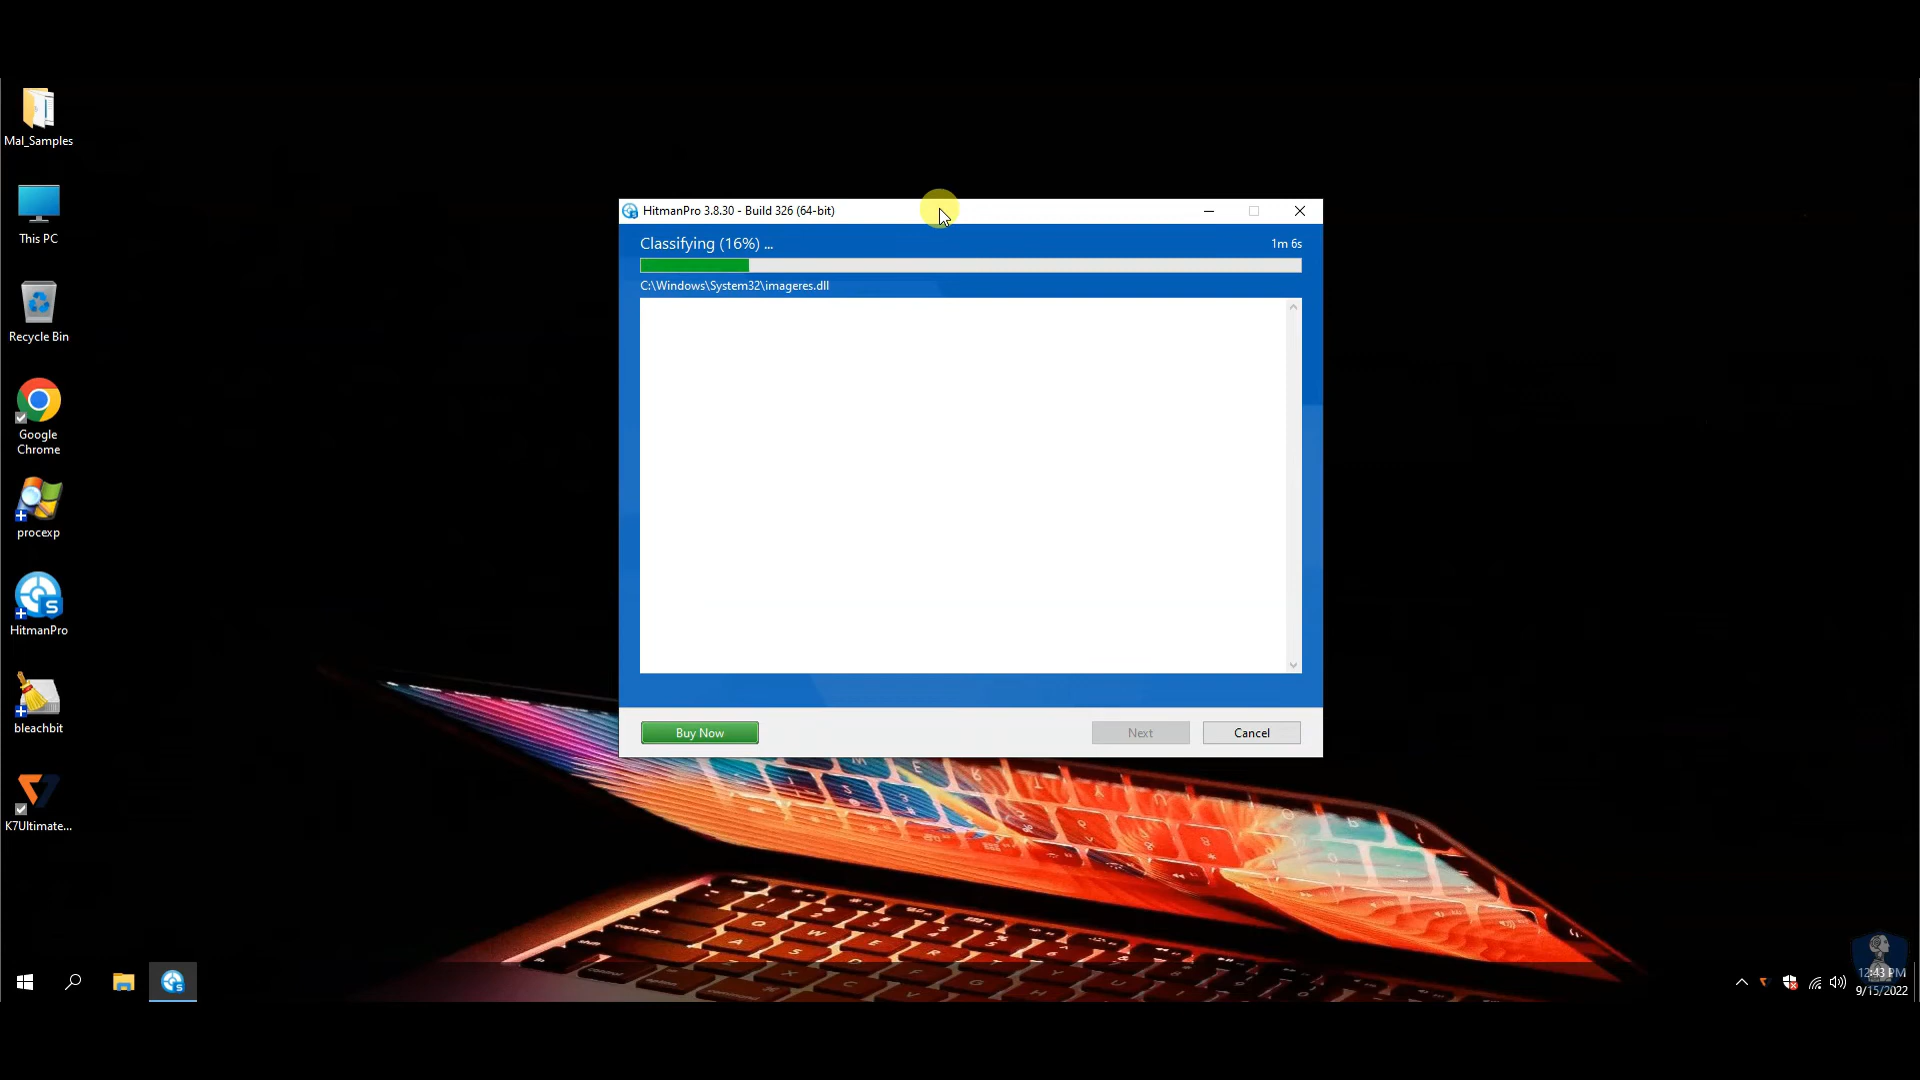 Mal_Samples
This PC
Recycle Bin
Google
Chrome
procexp
HitmanPro
bleachbit
K7Ultimate...
HitmanPro 3.8.30 - Build 326 (64-bit)
Classifying (16%) ...
1m 6s
C:\Windows\System32\imageres.dll
Buy Now
Next
Cancel
12:43 PM
9/15/2022